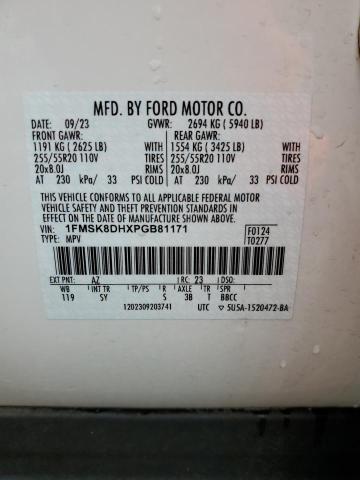 MFD. BY FORD MOTOR CO.
DATE: 09/23 GVWR: 2694 KG ( 5940 LB)
FRONT GAWR: REAR GAWR:
1191 KG ( 2625 LB) WITH 1554 KG ( 3425 LB) WITH
255/55R20 110V TIRES 255/55R20 110V TIRES
20x8.0J RIMS 20x8.0J RIMS
AT 230 kPa/ 33 PSI COLD AT 230 kPa/ 33 PSI COLD
THIS VEHICLE CONFORMS TO ALL APPLICABLE FEDERAL MOTOR
VEHICLE SAFETY AND THEFT PREVENTION STANDARDS IN EFFECT ON THE DATE OF MANUFACTURE SHOWN ABOVE.
VIN: 1FMSK8DHXPGB81171 F0124
TYPE: MPV T0277
EXT PNT: AZ RC: 23 DSO:
WB INT TR TP/PS R AXLE TR SPR
119 SY S 3B T BBCC
1202309203741 UTC ▽ 5U5A-1520472-BA